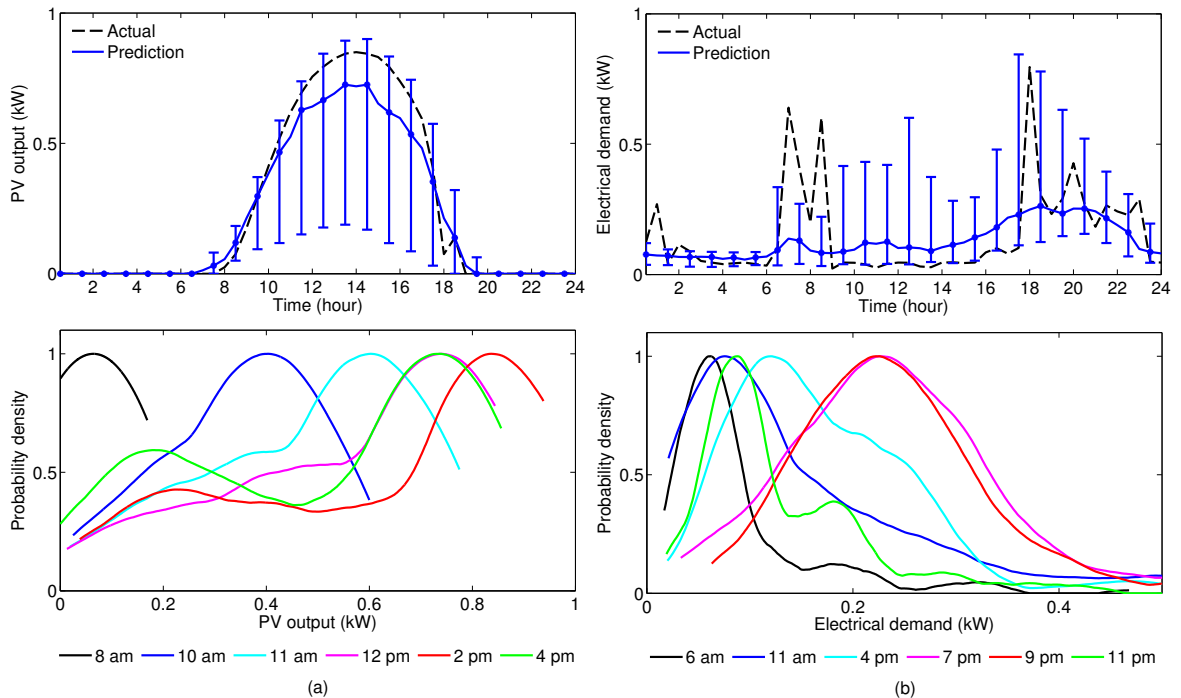 1
0.5
0
PV output (kW)
Actual
Prediction
2 4 6 8 10 12 14 16 18 20 22 24
Time (hour)
1
0.5
0
Electrical demand (kW)
Actual
Prediction
2 4 6 8 10 12 14 16 18 20 22 24
Time (hour)
1
0.5
0
Probability density
0 0.2 0.4 0.6 0.8 1
PV output (kW)
8 am 10 am 11 am 12 pm 2 pm 4 pm
(a)
1
0.5
0
Probability density
0 0.2 0.4
Electrical demand (kW)
6 am 11 am 4 pm 7 pm 9 pm 11 pm
(b)